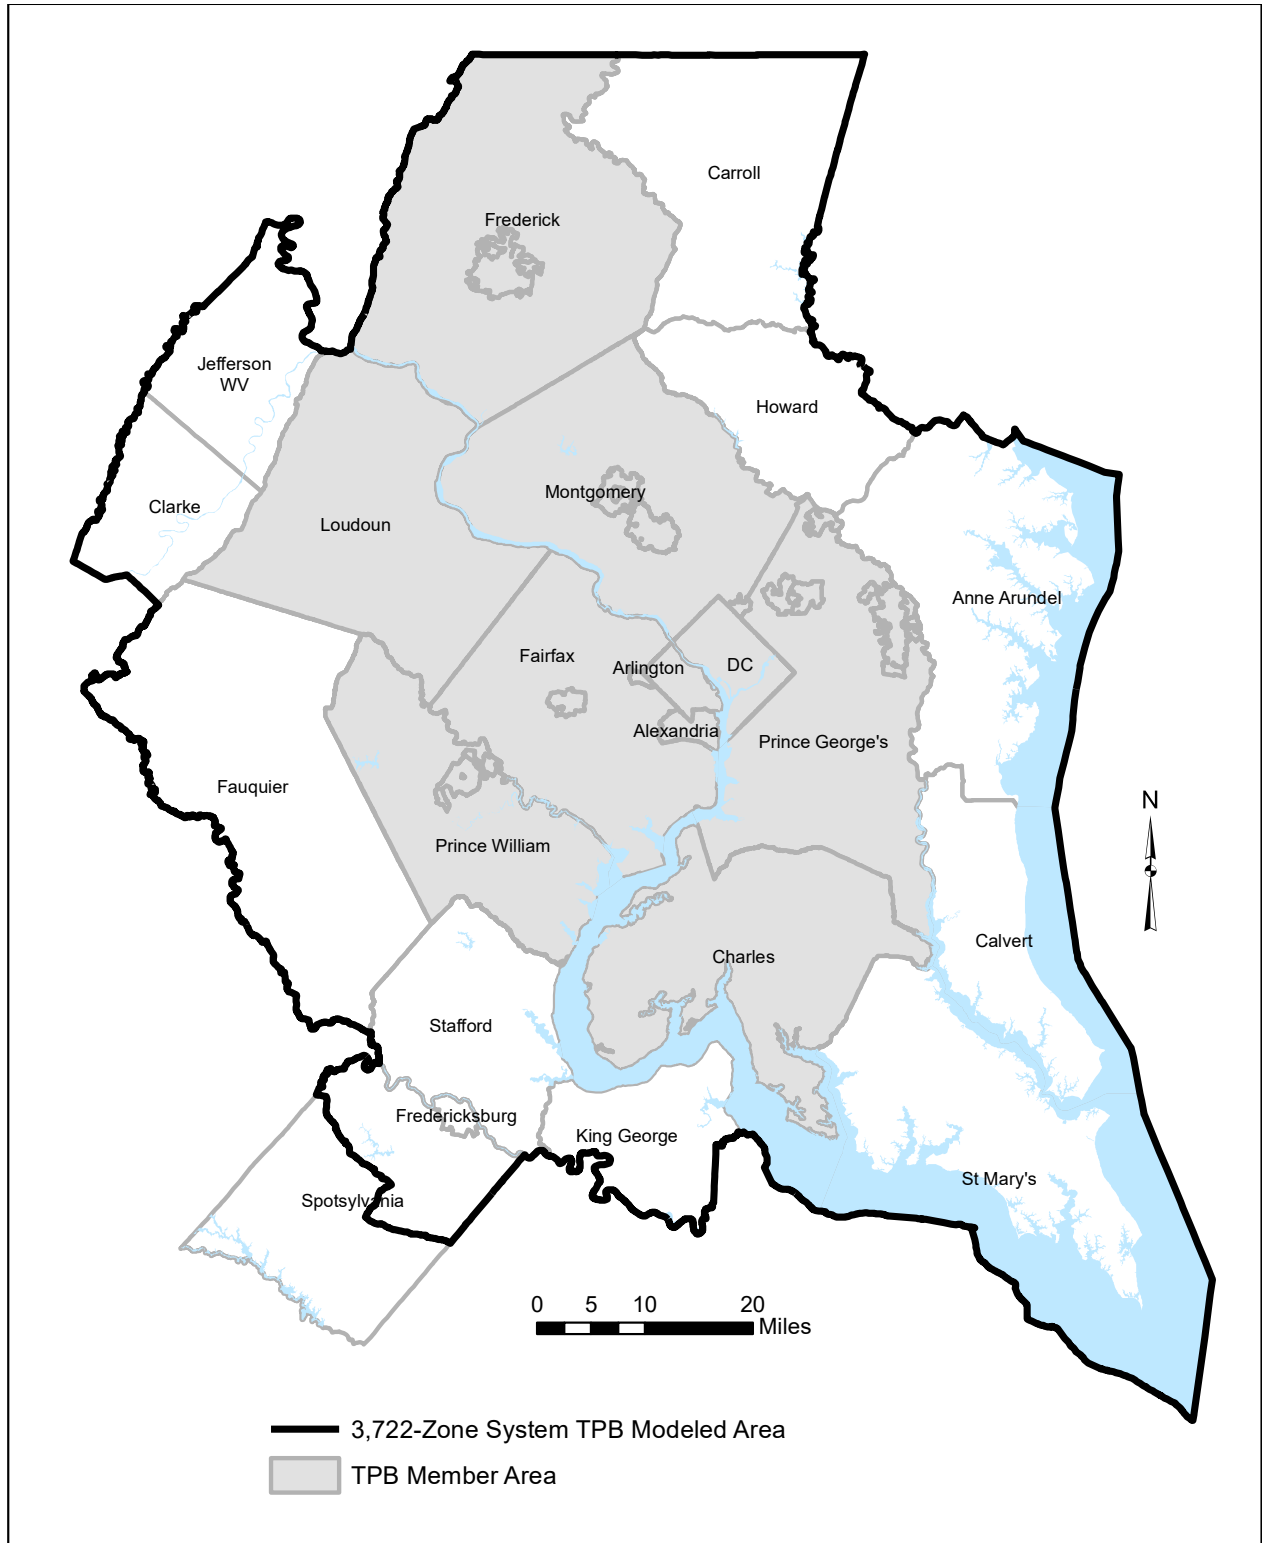 Carroll
Frederick
Jefferson
WV
Howard
Montgomery
Clarke
Loudoun
Anne Arundel
Fairfax
Arlington
DC
Alexandria
Prince George's
Fauquier
N
Prince William
Calvert
Charles
Stafford
Fredericksburg
King George
St Mary's
Spotsylvania
0 5 10 20
Miles
3,722-Zone System TPB Modeled Area
TPB Member Area